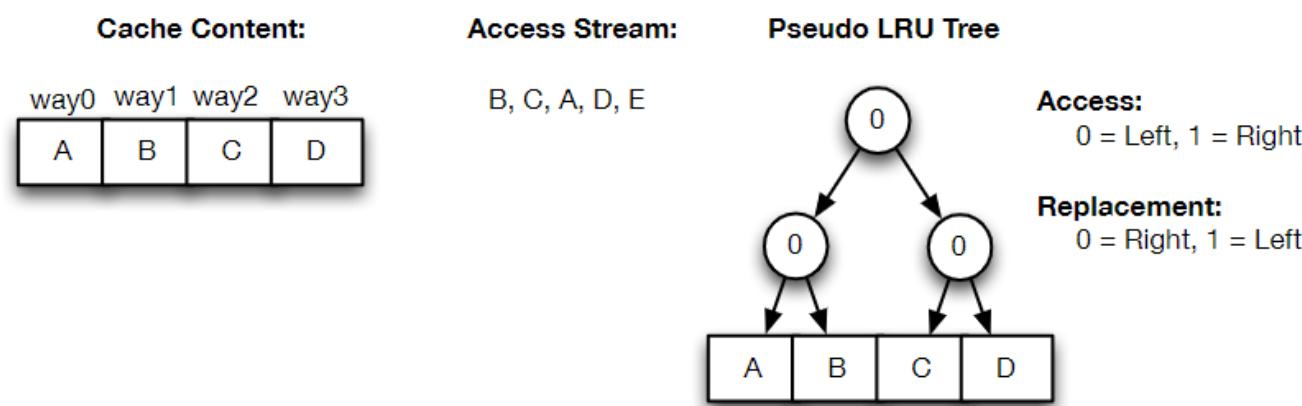 Cache Content:
way0 way1 way2 way3
A B C D
Access Stream:
B, C, A, D, E
Pseudo LRU Tree
0
0 0
A B C D
Access:
0 = Left, 1 = Right
Replacement:
0 = Right, 1 = Left